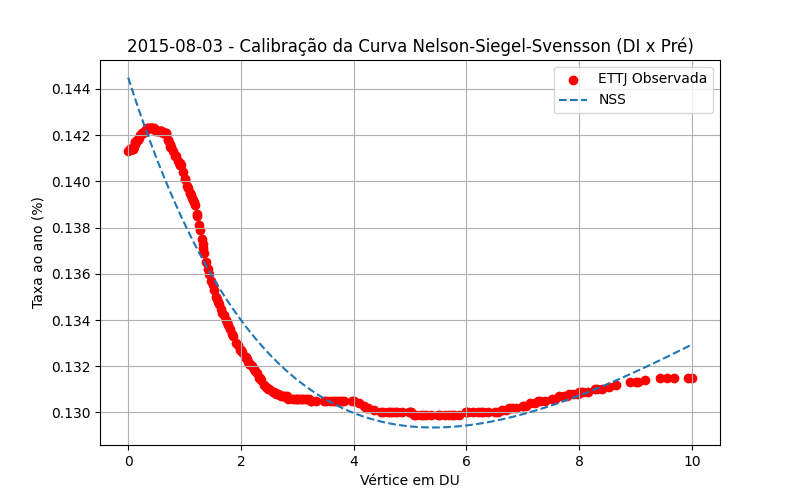 2015-08-03 - Calibração da Curva Nelson-Siegel-Svensson (DI x Pré)
ETTJ Observada
NSS
Taxa ao ano (%)
0.144
0.142
0.140
0.138
0.136
0.134
0.132
0.130
0 2 4 6 8 10
Vértice em DU